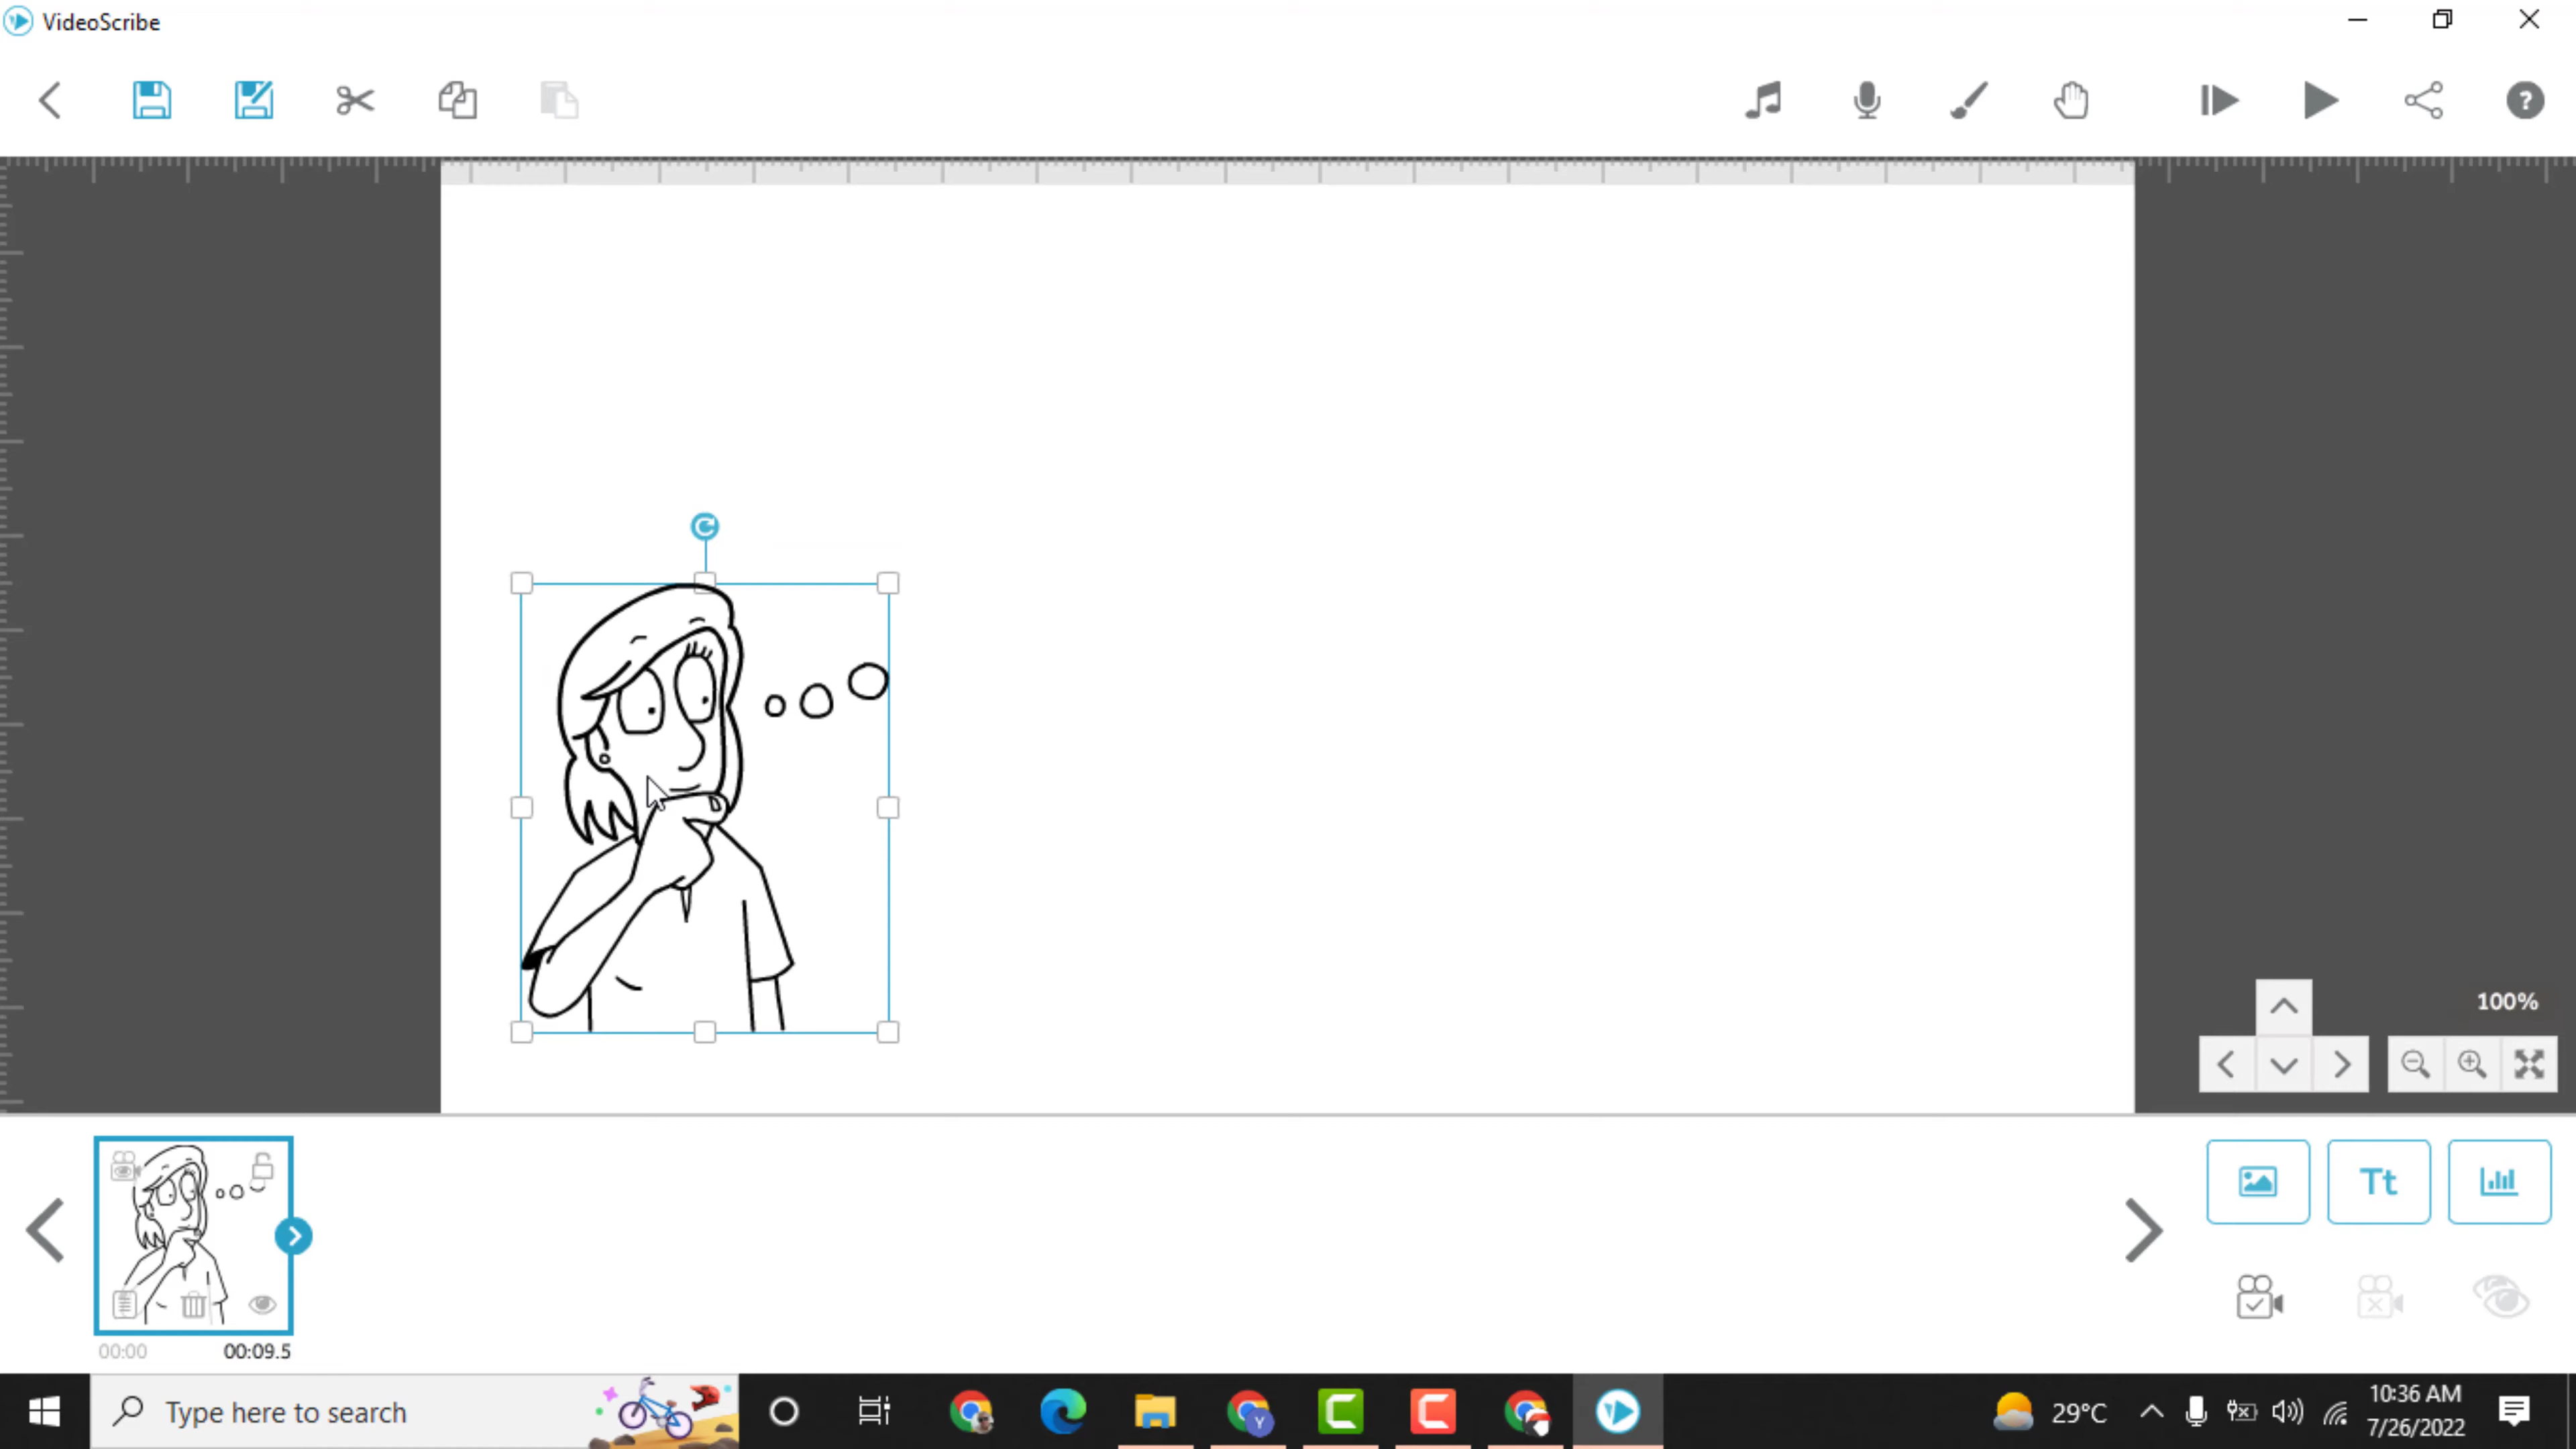 VideoScribe
100%
Tt
00:00
00:09.5
Type here to search
Y
29°C
10:36 AM
7/26/2022